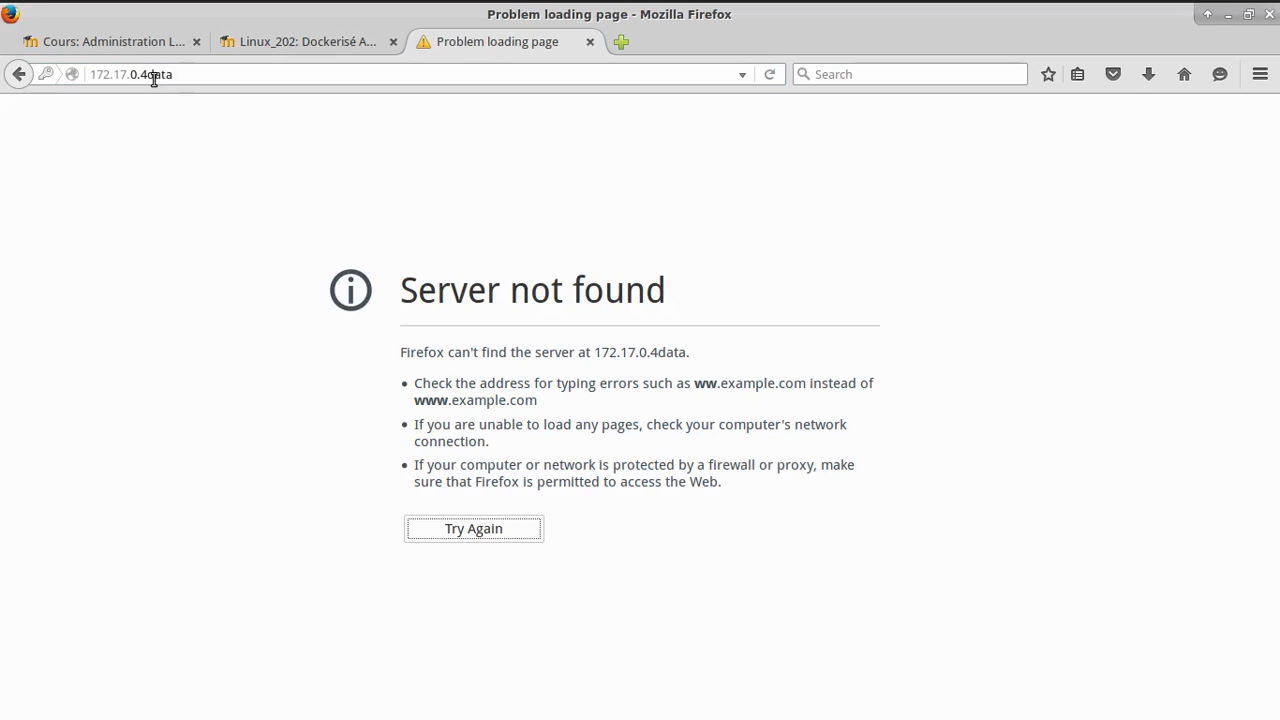 Problem loading page - Mozilla Firefox
Cours: Administration L...
Linux_202: Dockerisé A...
Problem loading page
172.17.0.4data
Search
Server not found
Firefox can't find the server at 172.17.0.4data.
Check the address for typing errors such as ww.example.com instead of
www.example.com
If you are unable to load any pages, check your computer's network
connection.
If your computer or network is protected by a firewall or proxy, make
sure that Firefox is permitted to access the Web.
Try Again